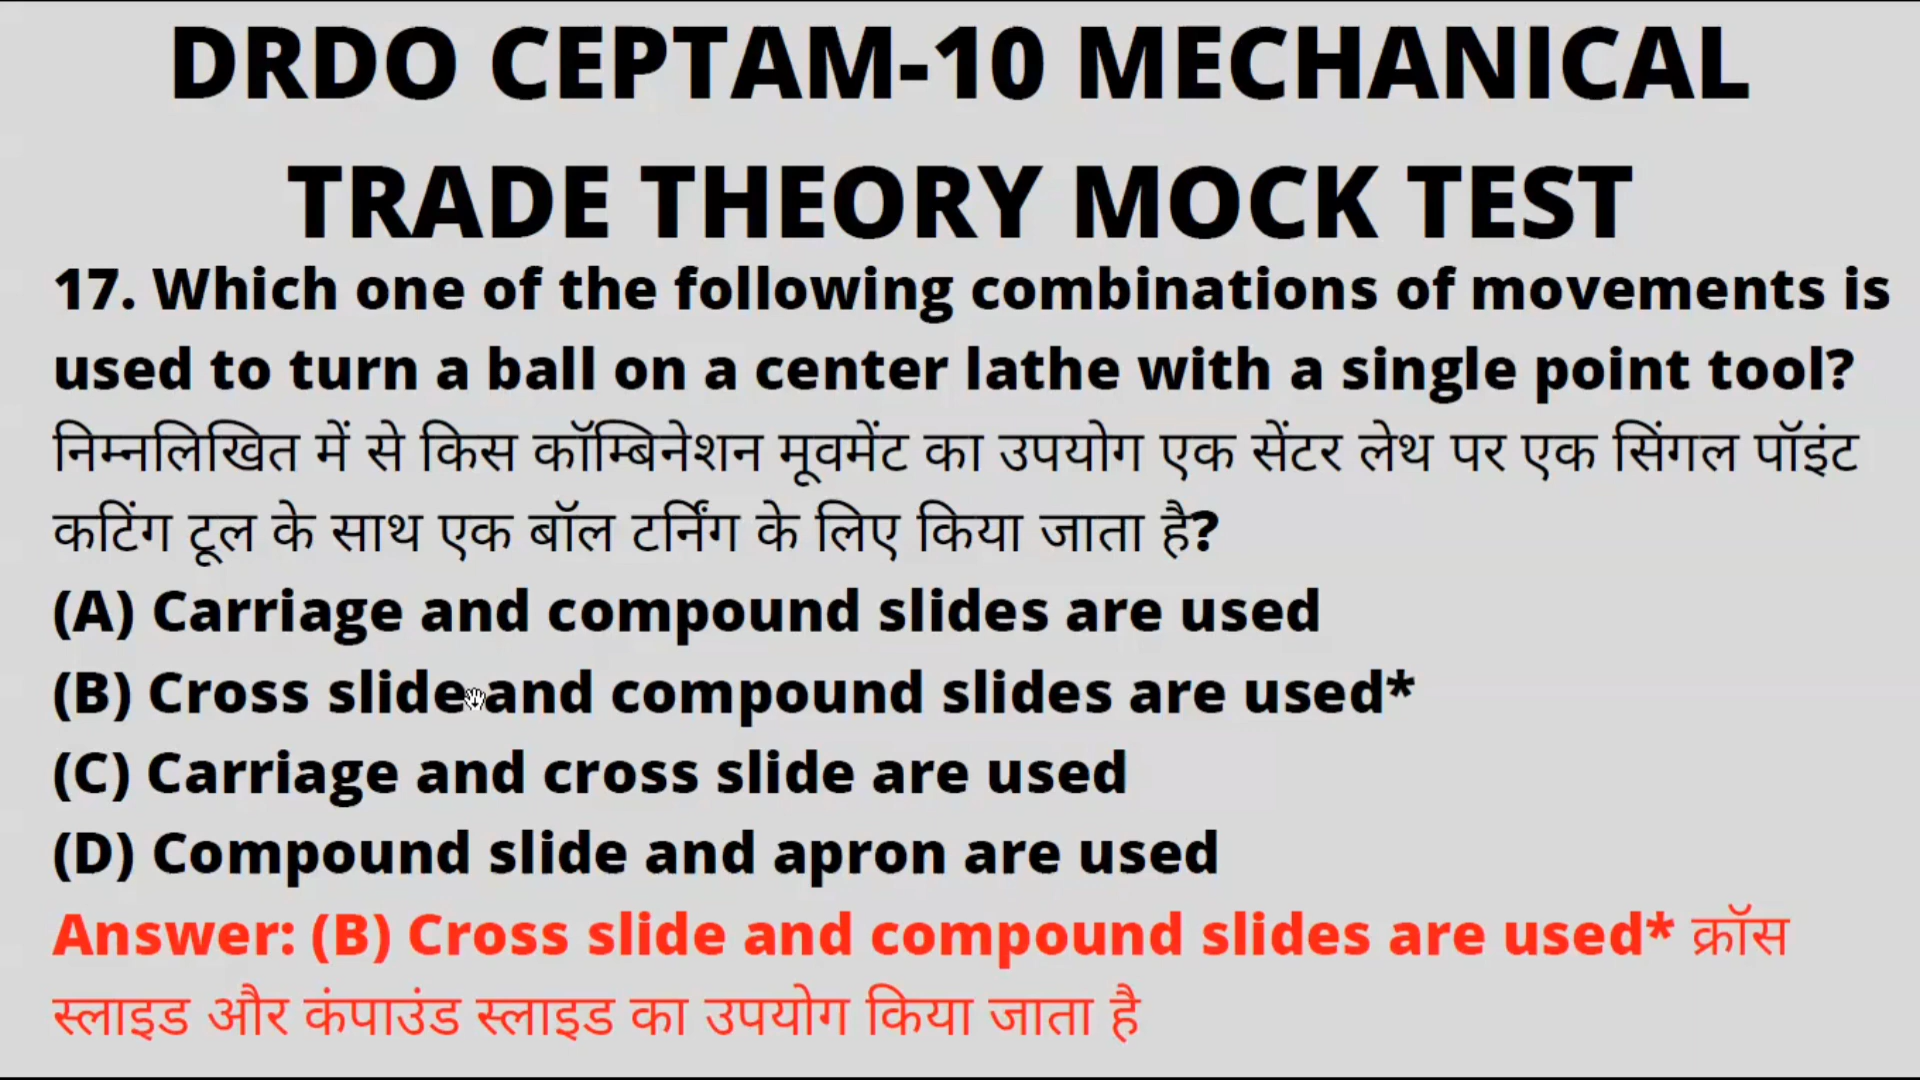 DRDO CEPTAM-10 MECHANICAL
TRADE THEORY MOCK TEST
17. Which one of the following combinations of movements is
used to turn a ball on a center lathe with a single point tool?
निम्नलिखित में से किस कॉम्बिनेशन मूवमेंट का उपयोग एक सेंटर लेथ पर एक सिंगल पॉइंट
कटिंग टूल के साथ एक बॉल टर्निंग के लिए किया जाता है?
(A) Carriage and compound slides are used
(B) Cross slide and compound slides are used*
(C) Carriage and cross slide are used
(D) Compound slide and apron are used
Answer: (B) Cross slide and compound slides are used* क्रॉस
स्लाइड और कंपाउंड स्लाइड का उपयोग किया जाता है